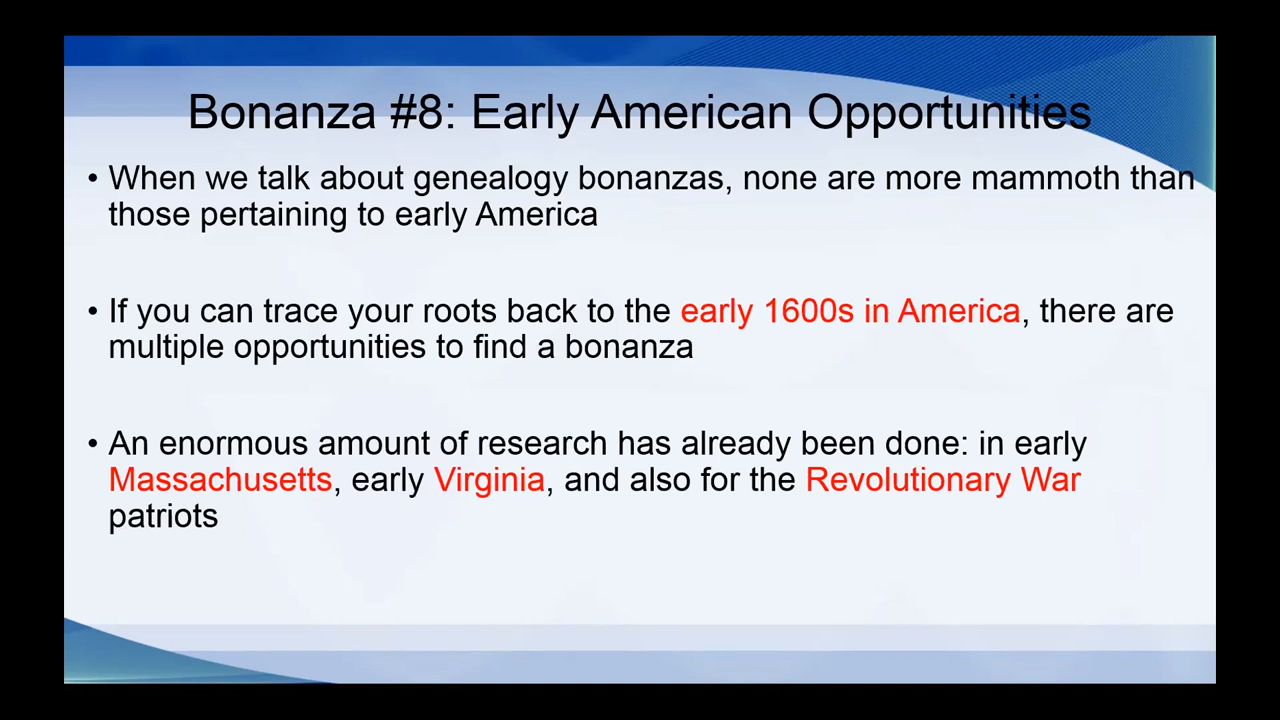 Bonanza #8: Early American Opportunities
• When we talk about genealogy bonanzas, none are more mammoth than
those pertaining to early America
• If you can trace your roots back to the early 1600s in America, there are
multiple opportunities to find a bonanza
• An enormous amount of research has already been done: in early
Massachusetts, early Virginia, and also for the Revolutionary War
patriots